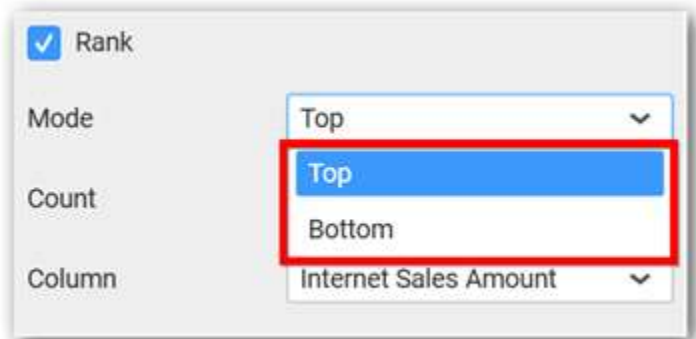 Rank
Mode Top
Top
Count
Bottom
Column Internet Sales Amount